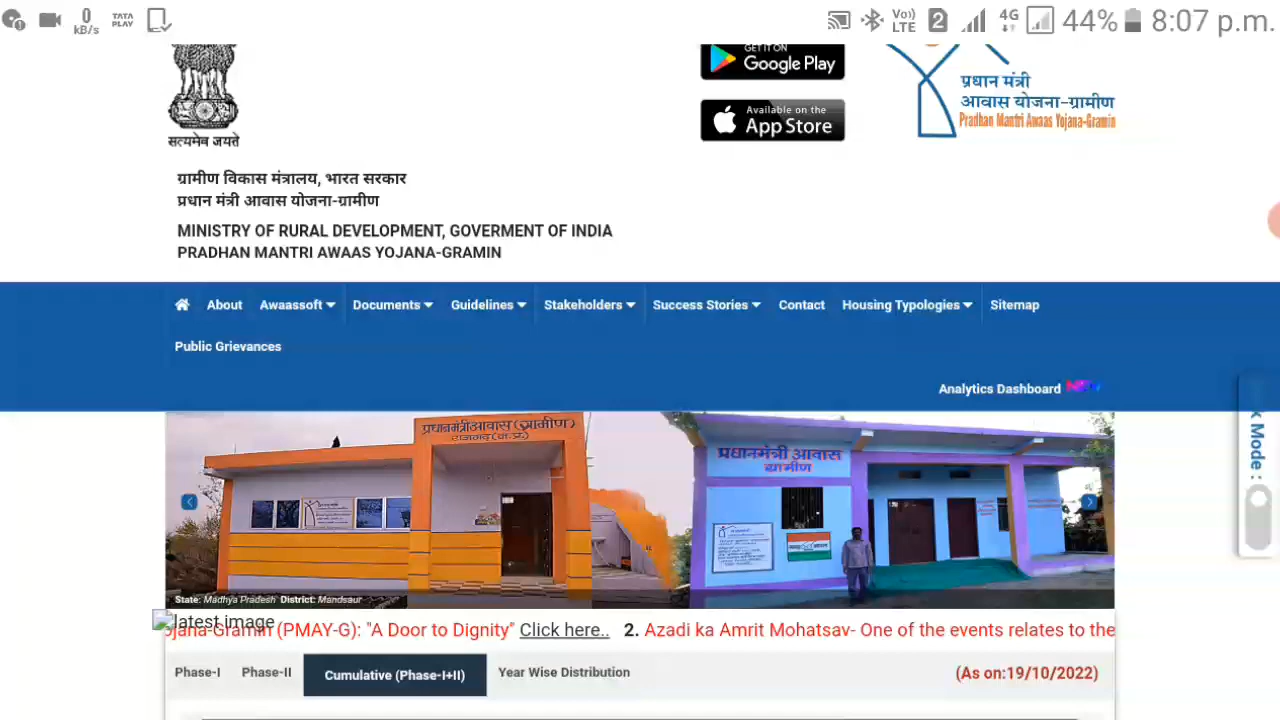 0
kB/s
TATA
PLAY
Vo)
LTE
2
4G
44%
8:07 p.m.
सत्यमेव जयते
GET IT ON
Google Play
Available on the
App Store
प्रधान मंत्री
आवास योजना-ग्रामीण
Pradhan Mantri Awaas Yojana-Gramin
ग्रामीण विकास मंत्रालय, भारत सरकार
प्रधान मंत्री आवास योजना-ग्रामीण
MINISTRY OF RURAL DEVELOPMENT, GOVERMENT OF INDIA
PRADHAN MANTRI AWAAS YOJANA-GRAMIN
About Awaassoft Documents Guidelines Stakeholders Success Stories Contact Housing Typologies Sitemap
Public Grievances
Analytics Dashboard
k Mode :
प्रधानमंत्री आवास (ग्रामीण)
प्रधानमंत्री आवास
ग्रामीण
State: Madhya Pradesh District: Mandsaur
latest image
ojana-Gramin (PMAY-G): "A Door to Dignity" Click here.. 2. Azadi ka Amrit Mohatsav- One of the events relates to the
Phase-I Phase-II Cumulative (Phase-I+II) Year Wise Distribution (As on:19/10/2022)